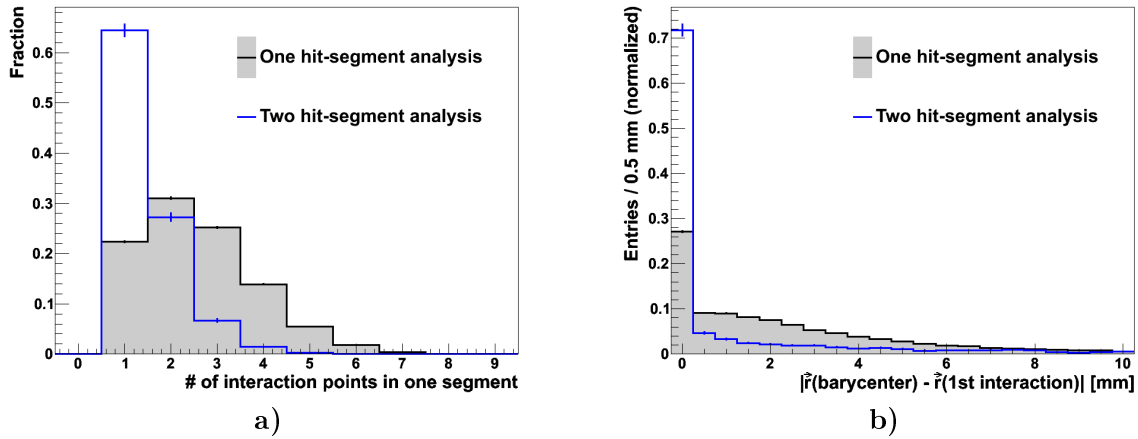 Fraction
0.6
0.5
0.4
0.3
0.2
0.1
0
One hit-segment analysis
Two hit-segment analysis
0 1 2 3 4 5 6 7 8 9
# of interaction points in one segment
a)
Entries / 0.5 mm (normalized)
0.7
0.6
0.5
0.4
0.3
0.2
0.1
0
One hit-segment analysis
Two hit-segment analysis
0 2 4 6 8 10
|r⃗(barycenter) - r⃗(1st interaction)| [mm]
b)